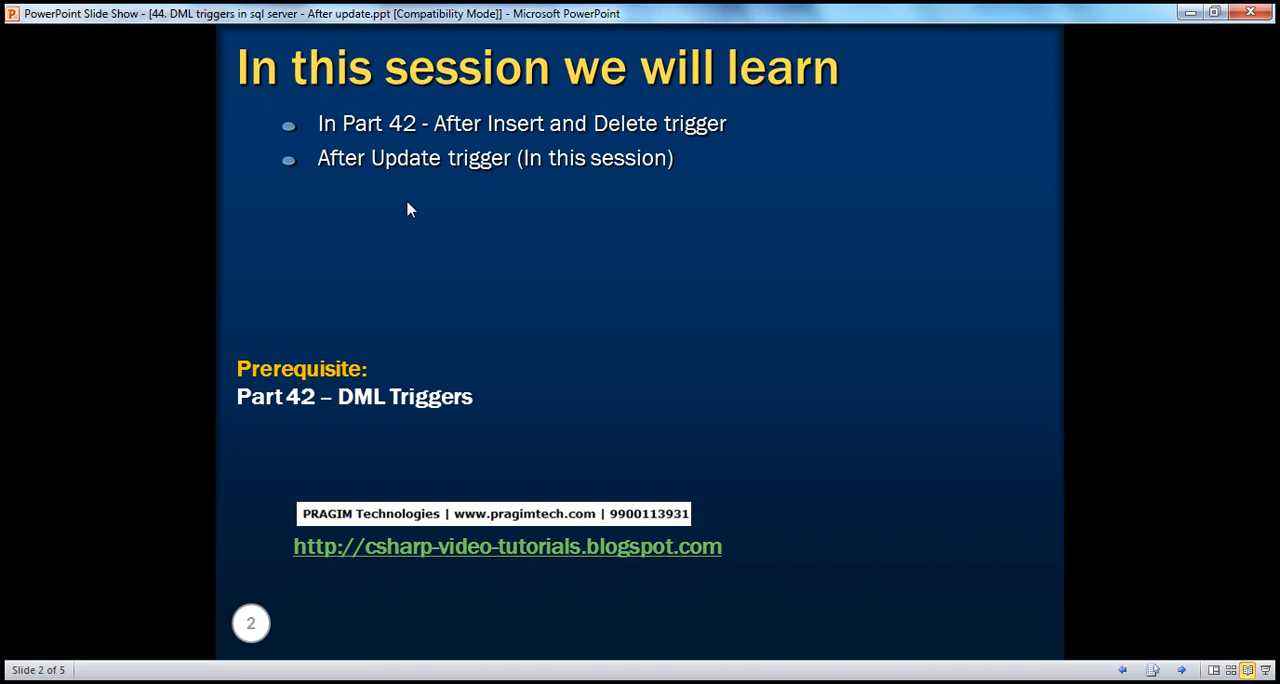 PowerPoint Slide Show - [44. DML triggers in sql server - After update.ppt [Compatibility Mode]] - Microsoft PowerPoint
In this session we will learn
In Part 42 - After Insert and Delete trigger
After Update trigger (In this session)
Prerequisite:
Part 42 – DML Triggers
PRAGIM Technologies | www.pragimtech.com | 9900113931
http://csharp-video-tutorials.blogspot.com
2
Slide 2 of 5